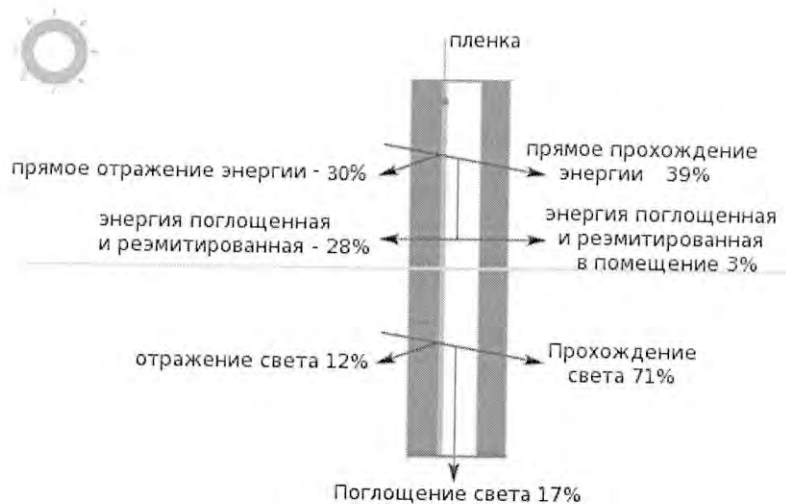 пленка
прямое отражение энергии - 30%
прямое прохождение
энергии 39%
энергия поглощенная
и реэмитированная - 28%
энергия поглощенная
и реэмитированная
в помещение 3%
отражение света 12%
Прохождение
света 71%
Поглощение света 17%